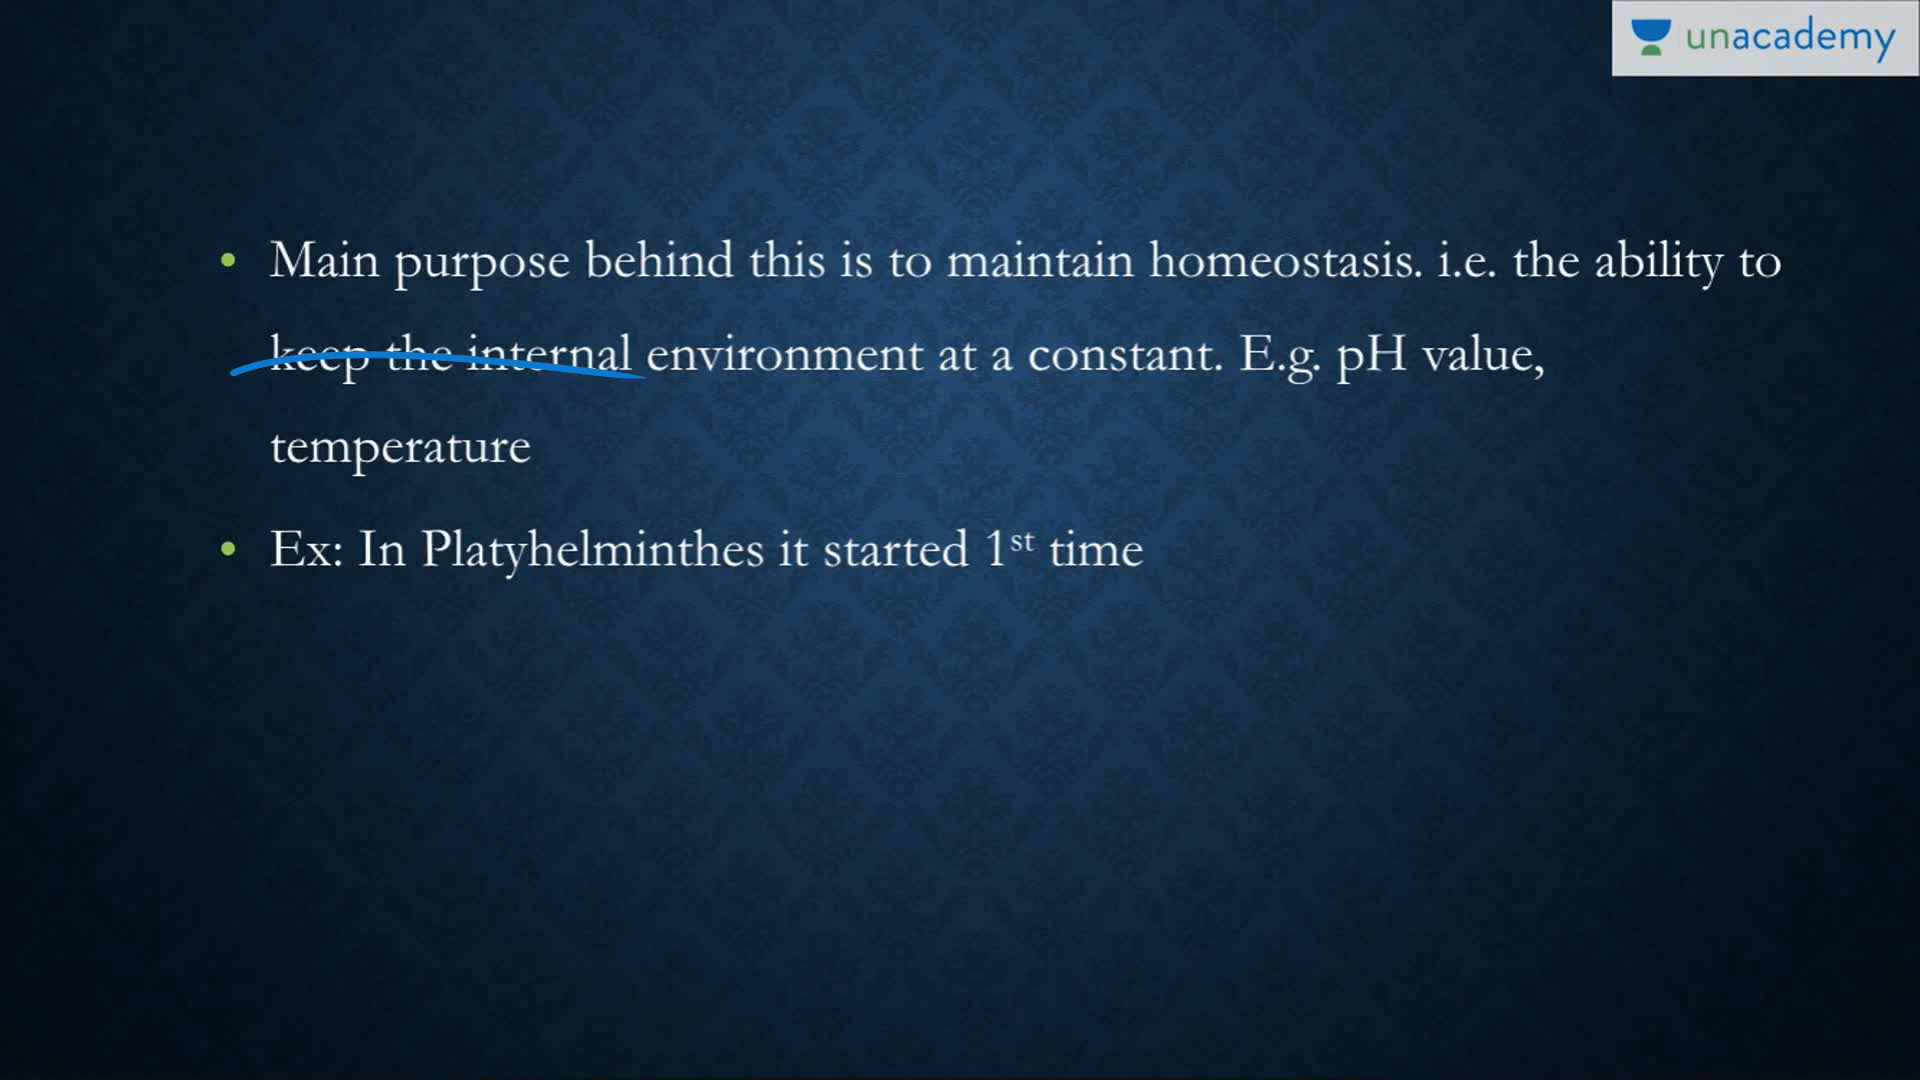 unacademy
• Main purpose behind this is to maintain homeostasis. i.e. the ability to
keep the internal environment at a constant. E.g. pH value,
temperature
• Ex: In Platyhelminthes it started 1st time